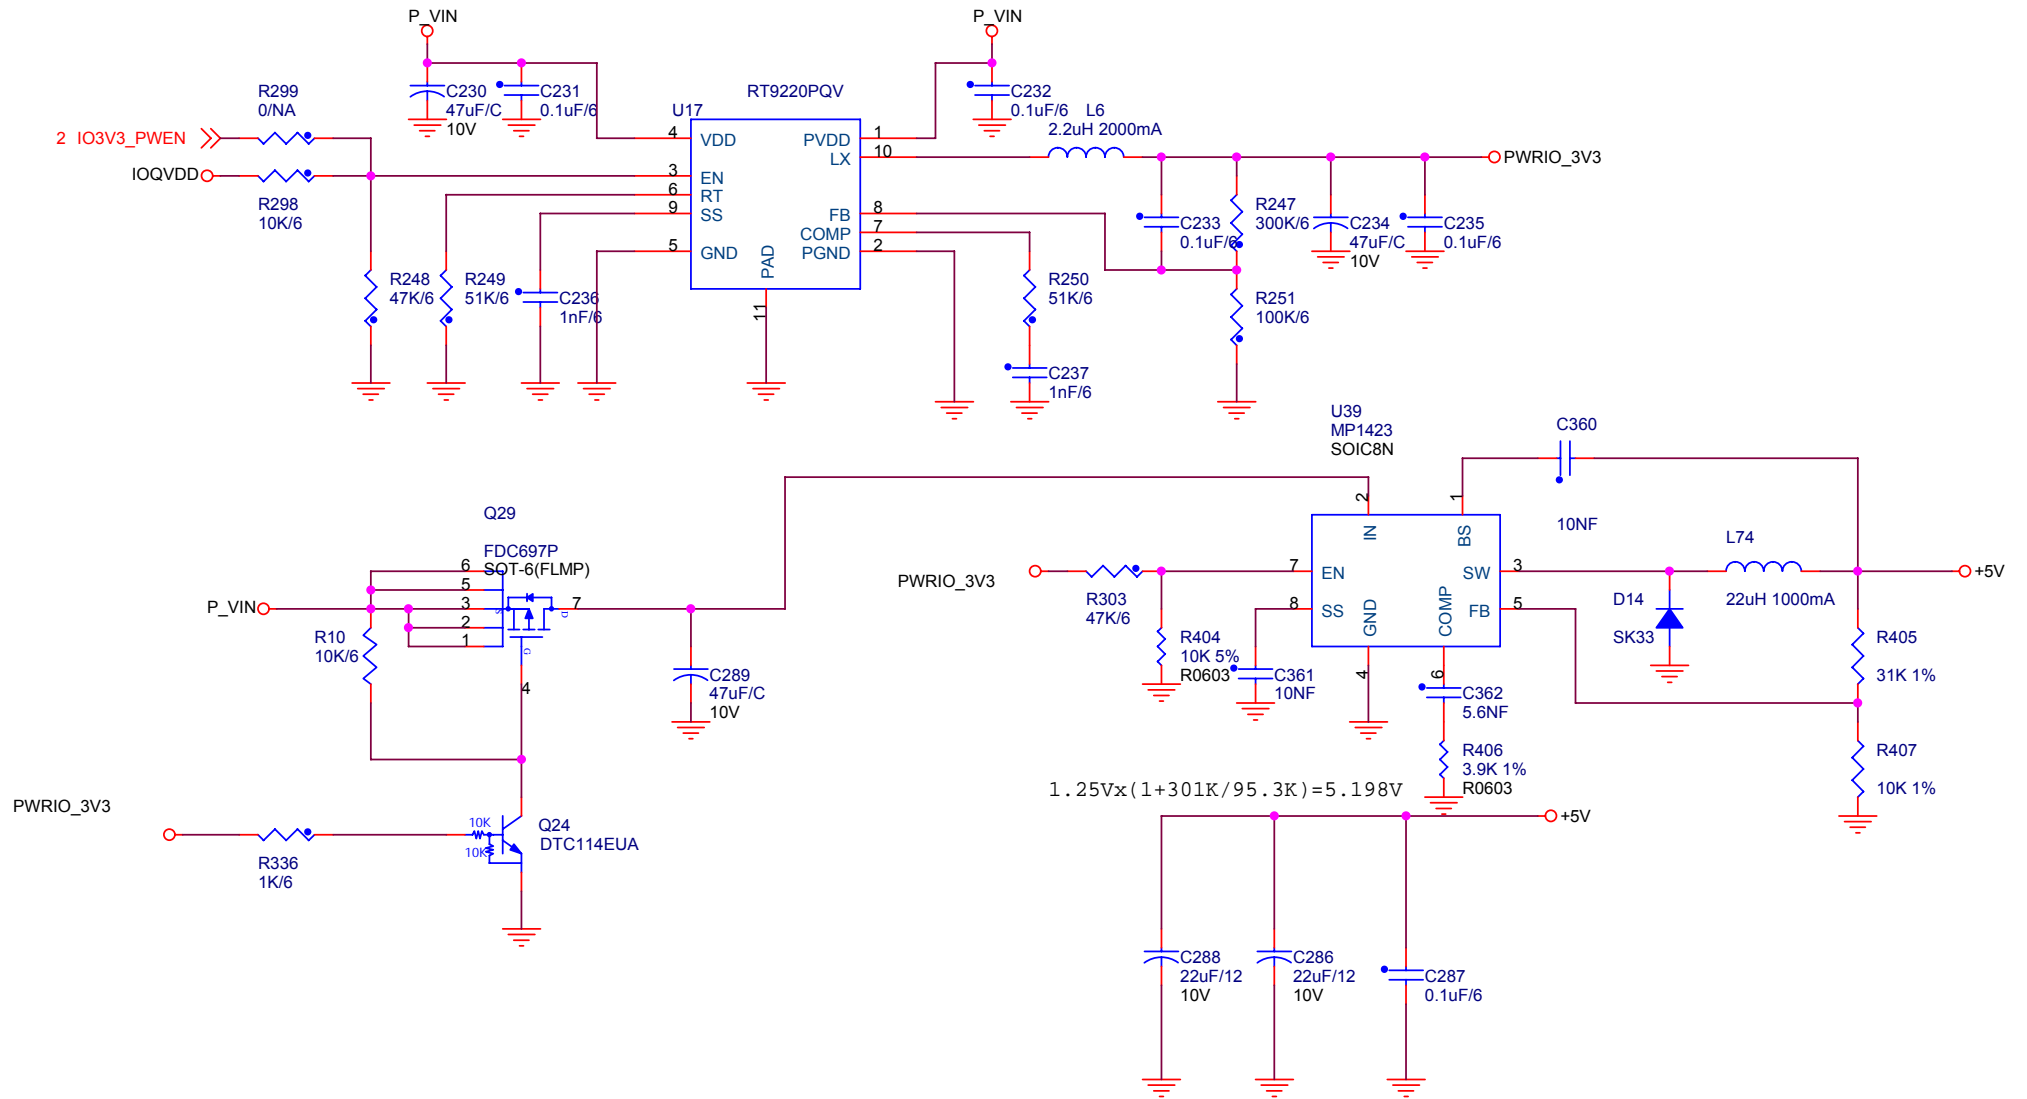 P_VIN
P_VIN
R299
0/NA
2 IO3V3_PWEN
IOQVDD
R298
10K/6
C230
47uF/C
10V
C231
0.1uF/6
U17
RT9220PQV
4 VDD
3 EN
6 RT
9 SS
5 GND
PAD
11
PVDD 1
LX 10
FB 8
COMP 7
PGND 2
C232
0.1uF/6
L6
2.2uH 2000mA
PWRIO_3V3
C233
0.1uF/6
R247
300K/6
C234
47uF/C
10V
C235
0.1uF/6
R248
47K/6
R249
51K/6
C236
1nF/6
R250
51K/6
C237
1nF/6
R251
100K/6
U39
MP1423
SOIC8N
C360
10NF
Q29
FDC697P
SOT-6(FLMP)
6
5
3
2
1
S
D
G
7
4
P_VIN
R10
10K/6
C289
47uF/C
10V
PWRIO_3V3
R303
47K/6
R404
10K 5%
R0603
C361
10NF
2
IN
1
BS
7 EN
8 SS
GND
4
COMP
6
SW 3
FB 5
L74
22uH 1000mA
+5V
D14
SK33
R405
31K 1%
C362
5.6NF
R406
3.9K 1%
R0603
R407
10K 1%
1.25Vx(1+301K/95.3K)=5.198V
+5V
PWRIO_3V3
R336
1K/6
10K
10K
Q24
DTC114EUA
C288
22uF/12
10V
C286
22uF/12
10V
C287
0.1uF/6